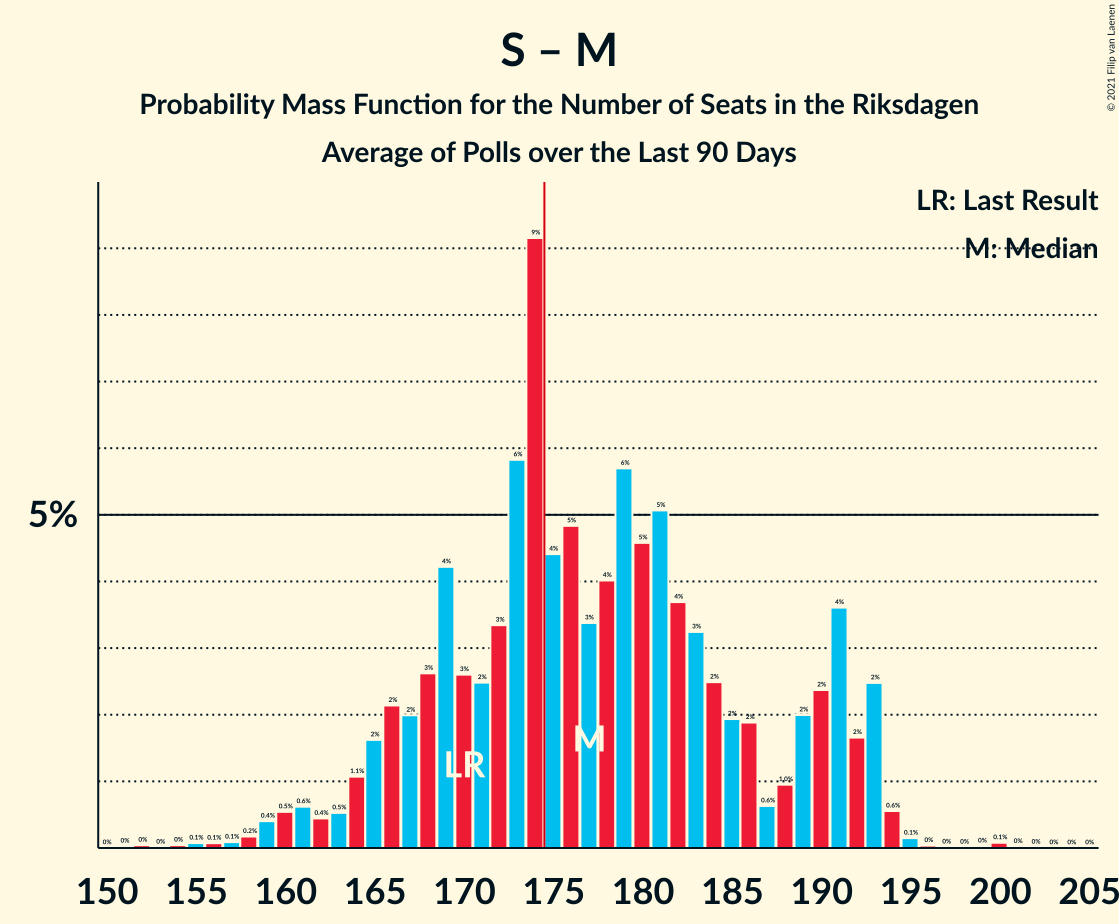 S – M
Probability Mass Function for the Number of Seats in the Riksdagen
Average of Polls over the Last 90 Days
© 2021 Filip van Laenen
LR: Last Result
M: Median
5%
0% 0% 0% 0% 0% 0.1% 0.1% 0.1% 0.2% 0.4% 0.5% 0.6% 0.4% 0.5% 1.1% 2% 2% 2% 3% 4% 3% 2% 3% 6% 9% 4% 5% 3% 4% 6% 5% 5% 4% 3% 2% 2% 2% 0.6% 1.0% 2% 2% 4% 2% 2% 0.6% 0.1% 0% 0% 0% 0% 0.1% 0% 0% 0% 0% 0%
LR M
150 155 160 165 170 175 180 185 190 195 200 205